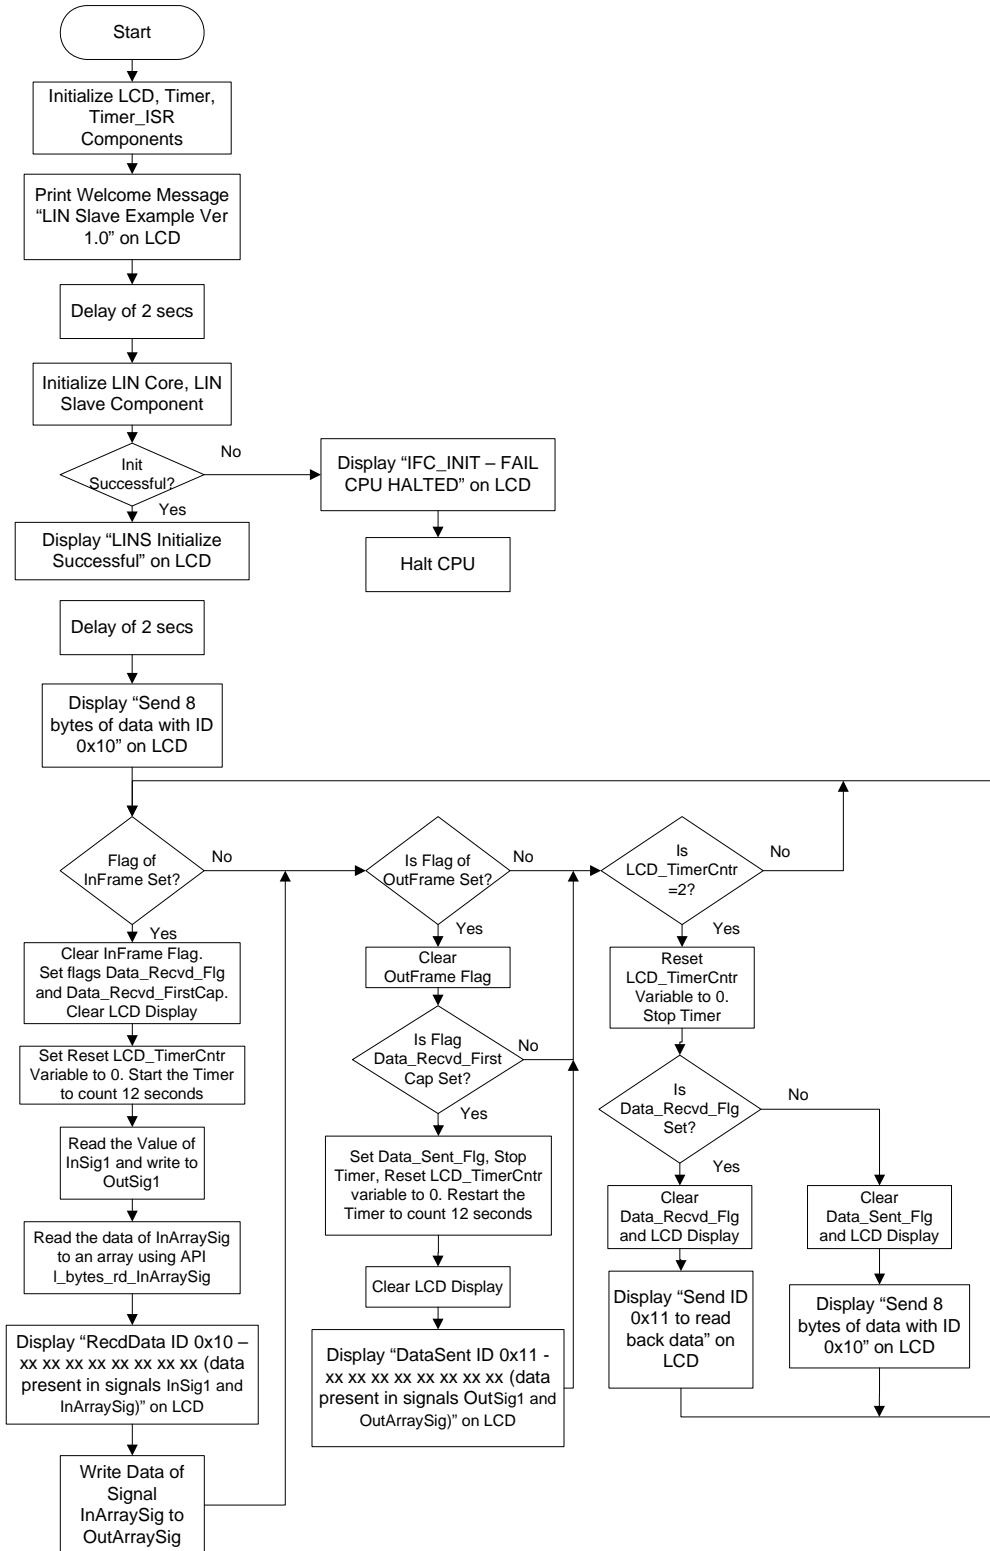 Start
Initialize LCD, Timer,
Timer_ISR
Components
Print Welcome Message
“LIN Slave Example Ver
1.0” on LCD
Delay of 2 secs
Initialize LIN Core, LIN
Slave Component
Init
Successful?
No
Yes
Display “IFC_INIT – FAIL
CPU HALTED” on LCD
Halt CPU
Display “LINS Initialize
Successful” on LCD
Delay of 2 secs
Display “Send 8
bytes of data with ID
0x10” on LCD
Flag of
InFrame Set?
No
Yes
Clear InFrame Flag.
Set flags Data_Recvd_Flg
and Data_Recvd_FirstCap.
Clear LCD Display
Set Reset LCD_TimerCntr
Variable to 0. Start the Timer
to count 12 seconds
Read the Value of
InSig1 and write to
OutSig1
Read the data of InArraySig
to an array using API
l_bytes_rd_InArraySig
Display “RecdData ID 0x10 –
xx xx xx xx xx xx xx xx (data
present in signals InSig1 and
InArraySig)” on LCD
Write Data of
Signal
InArraySig to
OutArraySig
Is Flag of
OutFrame Set?
No
Yes
Clear
OutFrame Flag
Is Flag
Data_Recvd_First
Cap Set?
No
Yes
Set Data_Sent_Flg, Stop
Timer, Reset LCD_TimerCntr
variable to 0. Restart the
Timer to count 12 seconds
Clear LCD Display
Display “DataSent ID 0x11 -
xx xx xx xx xx xx xx xx (data
present in signals OutSig1 and
OutArraySig)” on LCD
Is
LCD_TimerCntr
=2?
No
Yes
Reset
LCD_TimerCntr
Variable to 0.
Stop Timer
Is
Data_Recvd_Flg
Set?
No
Yes
Clear
Data_Recvd_Flg
and LCD Display
Display “Send ID
0x11 to read
back data” on
LCD
Clear
Data_Sent_Flg
and LCD Display
Display “Send 8
bytes of data with ID
0x10” on LCD